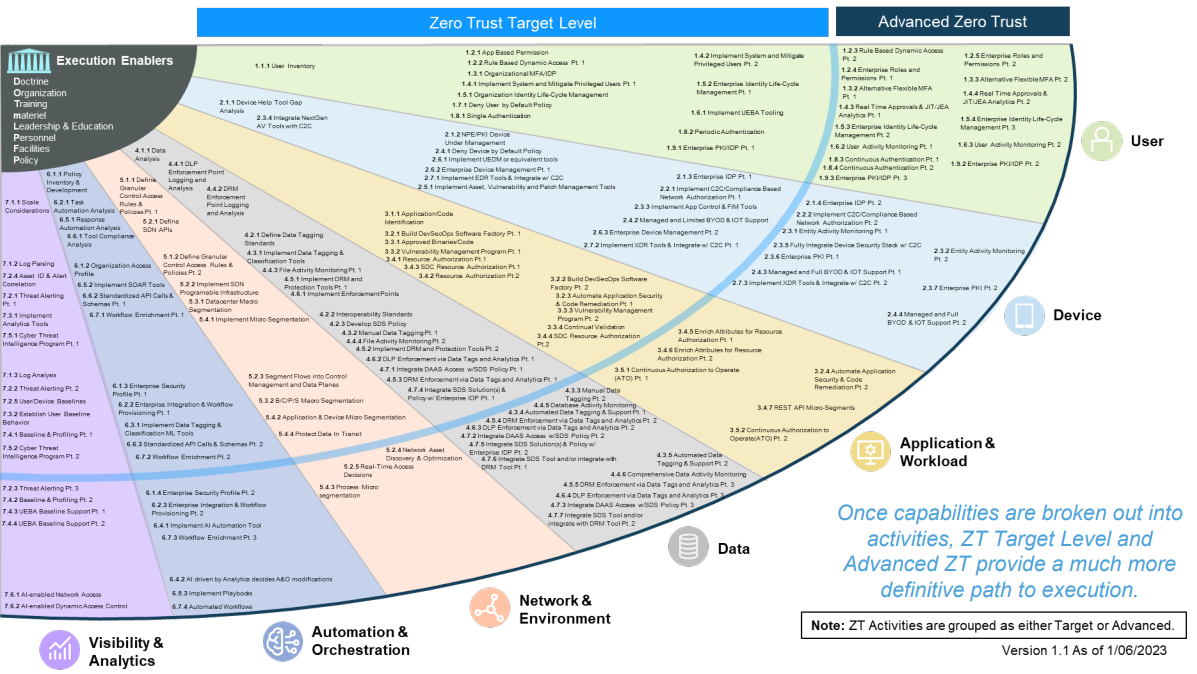 Zero Trust Target Level
Advanced Zero Trust
Execution Enablers
Doctrine
Organization
Training
materiel
Leadership & Education
Personnel
Facilities
Policy
1.1.1 User Inventory
1.2.1 App Based Permission
1.2.2 Rule Based Dynamic Access Pt. 1
1.3.1 Organizational MFA/IDP
1.4.1 Implement System and Mitigate Privileged Users Pt. 1
1.5.1 Organization Identity Life-Cycle Management
1.7.1 Deny User by Default Policy
1.8.1 Single Authentication
1.4.2 Implement System and Mitigate
Privileged Users Pt. 2
1.5.2 Enterprise Identity Life-Cycle
Management Pt. 1
1.6.1 Implement UEBA Tooling
1.8.2 Periodic Authentication
1.9.1 Enterprise PKI/IDP Pt. 1
1.2.3 Rule Based Dynamic Access
Pt. 2
1.2.4 Enterprise Roles and
Permissions Pt. 1
1.3.2 Alternative Flexible MFA
Pt. 1
1.4.3 Real Time Approvals & JIT/JEA
Analytics Pt. 1
1.5.3 Enterprise Identity Life-Cycle
Management Pt. 2
1.6.2 User Activity Monitoring Pt. 1
1.8.3 Continuous Authentication Pt. 1
1.8.4 Continuous Authentication Pt. 2
1.9.3 Enterprise PKI/IDP Pt. 3
1.2.5 Enterprise Roles and
Permissions Pt. 2
1.3.3 Alternative Flexible MFA Pt. 2
1.4.4 Real Time Approvals &
JIT/JEA Analytics Pt. 2
1.5.4 Enterprise Identity Life-Cycle
Management Pt. 3
1.6.3 User Activity Monitoring Pt. 2
1.9.2 Enterprise PKI/IDP Pt. 2
User
2.1.1 Device Help Tool Gap
Analysis
2.3.4 Integrate NextGen
AV Tools with C2C
2.1.2 NPE/PKI Device
Under Management
2.4.1 Deny Device by Default Policy
2.6.1 Implement UEDM or equivalent tools
2.6.2 Enterprise Device Management Pt. 1
2.7.1 Implement EDR Tools & Integrate w/ C2C
2.5.1 Implement Asset, Vulnerability and Patch Management Tools
2.1.3 Enterprise IDP Pt. 1
2.2.1 Implement C2C/Compliance Based
Network Authorization Pt. 1
2.3.3 Implement App Control & FIM Tools
2.4.2 Managed and Limited BYOD & IOT Support
2.6.3 Enterprise Device Management Pt. 2
2.7.2 Implement XDR Tools & Integrate w/ C2C Pt. 1
2.1.4 Enterprise IDP Pt. 2
2.2.2 Implement C2C/Compliance Based
Network Authorization Pt. 2
2.3.1 Entity Activity Monitoring Pt. 1
2.3.5 Fully Integrate Device Security Stack w/ C2C
2.3.6 Enterprise PKI Pt. 1
2.4.3 Managed and Full BYOD & IOT Support Pt. 1
2.7.3 Implement XDR Tools & Integrate w/ C2C Pt. 2
2.3.2 Entity Activity Monitoring
Pt. 2
2.3.7 Enterprise PKI Pt. 2
2.4.4 Managed and Full
BYOD & IOT Support Pt. 2
Device
3.1.1 Application/Code
Identification
3.2.1 Build DevSecOps Software Factory Pt. 1
3.3.1 Approved Binaries/Code
3.3.2 Vulnerability Management Program Pt. 1
3.4.1 Resource Authorization Pt. 1
3.4.3 SDC Resource Authorization Pt. 1
3.4.2 Resource Authorization Pt. 2
3.2.2 Build DevSecOps Software
Factory Pt. 2
3.2.3 Automate Application Security
& Code Remediation Pt. 1
3.3.3 Vulnerability Management
Program Pt. 2
3.3.4 Continual Validation
3.4.4 SDC Resource Authorization
Pt.2
3.4.5 Enrich Attributes for Resource
Authorization Pt. 1
3.4.6 Enrich Attributes for Resource
Authorization Pt. 2
3.5.1 Continuous Authorization to Operate
(ATO) Pt. 1
3.2.4 Automate Application
Security & Code
Remediation Pt. 2
3.4.7 REST API Micro-Segments
3.5.2 Continuous Authorization to
Operate(ATO) Pt. 2
Application &
Workload
4.1.1 Data
Analysis
4.4.1 DLP
Enforcement Point
Logging and
Analysis
4.4.2 DRM
Enforcement
Point Logging
and Analysis
4.2.1 Define Data Tagging
Standards
4.3.1 Implement Data Tagging &
Classification Tools
4.4.3 File Activity Monitoring Pt. 1
4.5.1 Implement DRM and
Protection Tools Pt. 1
4.6.1 Implement Enforcement Points
2.2.2 Interoperability Standards
4.2.3 Develop SDS Policy
4.3.2 Manual Data Tagging Pt. 1
4.4.4 File Activity Monitoring Pt. 2
4.5.2 Implement DRM and Protection Tools Pt. 2
4.6.2 DLP Enforcement via Data Tags and Analytics Pt. 1
4.7.1 Integrate DAAS Access w/SDS Policy Pt. 1
4.5.3 DRM Enforcement via Data Tags and Analytics Pt. 1
4.7.4 Integrate SDS Solution(s) &
Policy w/ Enterprise IDP Pt. 1
4.3.3 Manual Data
Tagging Pt. 2
4.4.5 Database Activity Monitoring
4.3.4 Automated Data Tagging & Support Pt. 1
4.5.4 DRM Enforcement via Data Tags and Analytics Pt. 2
4.6.3 DLP Enforcement via Data Tags and Analytics Pt. 2
4.7.2 Integrate DAAS Access w/SDS Policy Pt. 2
4.7.5 Integrate SDS Solution(s) & Policy w/
Enterprise IDP Pt. 2
4.7.6 Integrate SDS Tool and/or integrate with
DRM Tool Pt. 1
4.3.5 Automated Data
Tagging & Support Pt. 2
4.4.6 Comprehensive Data Activity Monitoring
4.5.5 DRM Enforcement via Data Tags and Analytics Pt. 3
4.6.4 DLP Enforcement via Data Tags and Analytics Pt. 3
4.7.3 Integrate DAAS Access w/SDS Policy Pt. 3
4.7.7 Integrate SDS Tool and/or
integrate with DRM Tool Pt. 2
Data
5.1.1 Define
Granular
Control Access
Rules &
Policies Pt. 1
5.2.1 Define
SDN APIs
5.1.2 Define Granular
Control Access Rules &
Policies Pt. 2
5.2.2 Implement SDN
Programable Infrastructure
5.3.1 Datacenter Macro
Segmentation
5.4.1 Implement Micro Segmentation
5.2.3 Segment Flows into Control
Management and Data Planes
5.3.2 B/C/P/S Macro Segmentation
5.4.2 Application & Device Micro Segmentation
5.4.4 Protect Data In Transit
5.2.4 Network Asset
Discovery & Optimization
5.2.5 Real-Time Access
Decisions
5.4.3 Process Micro
segmentation
Network &
Environment
6.1.1 Policy
Inventory &
Development
6.2.1 Task
Automation Analysis
6.5.1 Response
Automation Analysis
6.6.1 Tool Compliance
Analysis
6.1.2 Organization Access
Profile
6.5.2 Implement SOAR Tools
6.6.2 Standardized API Calls &
Schemas Pt. 1
6.7.1 Workflow Enrichment Pt. 1
6.1.3 Enterprise Security
Profile Pt. 1
6.2.2 Enterprise Integration & Workflow
Provisioning Pt. 1
6.3.1 Implement Data Tagging &
Classification ML Tools
6.6.3 Standardized API Calls & Schemas Pt. 2
6.7.2 Workflow Enrichment Pt. 2
6.1.4 Enterprise Security Profile Pt. 2
6.2.3 Enterprise Integration & Workflow
Provisioning Pt. 2
6.4.1 Implement AI Automation Tool
6.7.3 Workflow Enrichment Pt. 3
6.4.2 AI driven by Analytics decides A&O modifications
6.5.3 Implement Playbooks
6.7.4 Automated Workflows
Automation &
Orchestration
7.1.1 Scale
Considerations
7.1.2 Log Parsing
7.2.4 Asset ID & Alert
Correlation
7.2.1 Threat Alerting
Pt. 1
7.3.1 Implement
Analytics Tools
7.5.1 Cyber Threat
Intelligence Program Pt. 1
7.1.3 Log Analysis
7.2.2 Threat Alerting Pt. 2
7.2.5 User/Device Baselines
7.3.2 Establish User Baseline
Behavior
7.4.1 Baseline & Profiling Pt. 1
7.5.2 Cyber Threat
Intelligence Program Pt. 2
7.2.3 Threat Alerting Pt. 3
7.4.2 Baseline & Profiling Pt. 2
7.4.3 UEBA Baseline Support Pt. 1
7.4.4 UEBA Baseline Support Pt. 2
7.6.1 AI-enabled Network Access
7.6.2 AI-enabled Dynamic Access Control
Visibility &
Analytics
Once capabilities are broken out into
activities, ZT Target Level and
Advanced ZT provide a much more
definitive path to execution.
Note: ZT Activities are grouped as either Target or Advanced.
Version 1.1 As of 1/06/2023